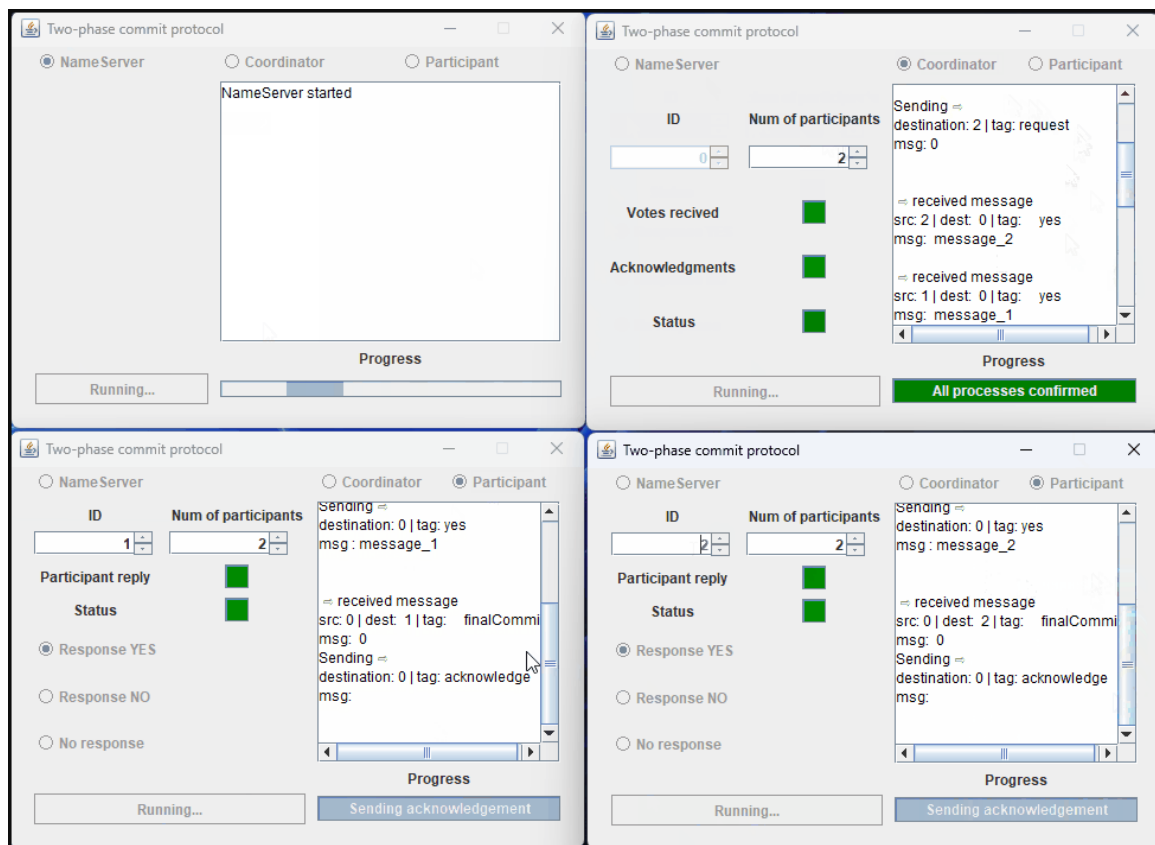 Two-phase commit protocol
NameServer Coordinator Participant
NameServer started
Progress
Running...
Two-phase commit protocol
NameServer Coordinator Participant
ID Num of participants
0 2
Votes recived
Acknowledgments
Status
Sending ⇨
destination: 2 | tag: request
msg: 0
⇨ received message
src: 2 | dest: 0 | tag: yes
msg: message_2
⇨ received message
src: 1 | dest: 0 | tag: yes
msg: message_1
Progress
Running... All processes confirmed
Two-phase commit protocol
NameServer Coordinator Participant
ID Num of participants
1 2
Participant reply
Status
Response YES
Response NO
No response
Sending ⇨
destination: 0 | tag: yes
msg : message_1
⇨ received message
src: 0 | dest: 1 | tag: finalCommi
msg: 0
Sending ⇨
destination: 0 | tag: acknowledge
msg:
Progress
Running... Sending acknowledgement
Two-phase commit protocol
NameServer Coordinator Participant
ID Num of participants
2 2
Participant reply
Status
Response YES
Response NO
No response
Sending ⇨
destination: 0 | tag: yes
msg : message_2
⇨ received message
src: 0 | dest: 2 | tag: finalCommi
msg: 0
Sending ⇨
destination: 0 | tag: acknowledge
msg:
Progress
Running... Sending acknowledgement